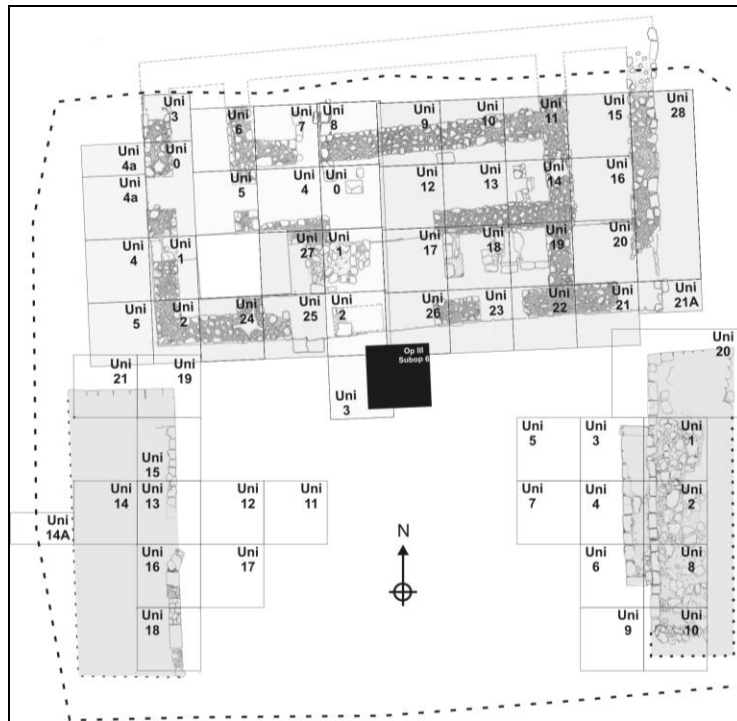 Uni
3
Uni
6
Uni
7
Uni
8
Uni
9
Uni
10
Uni
11
Uni
15
Uni
28
Uni
4a
Uni
0
Uni
4a
Uni
5
Uni
4
Uni
0
Uni
12
Uni
13
Uni
14
Uni
16
Uni
4
Uni
1
Uni
27
Uni
1
Uni
17
Uni
18
Uni
19
Uni
20
Uni
5
Uni
2
Uni
24
Uni
25
Uni
2
Uni
26
Uni
23
Uni
22
Uni
21
Uni
21A
Uni
21
Uni
19
Uni
3
Op III
Subop 6
Uni
20
Uni
15
Uni
5
Uni
3
Uni
1
Uni
14
Uni
13
Uni
12
Uni
11
Uni
7
Uni
4
Uni
2
Uni
14A
Uni
16
Uni
17
N
Uni
6
Uni
8
Uni
18
Uni
9
Uni
10